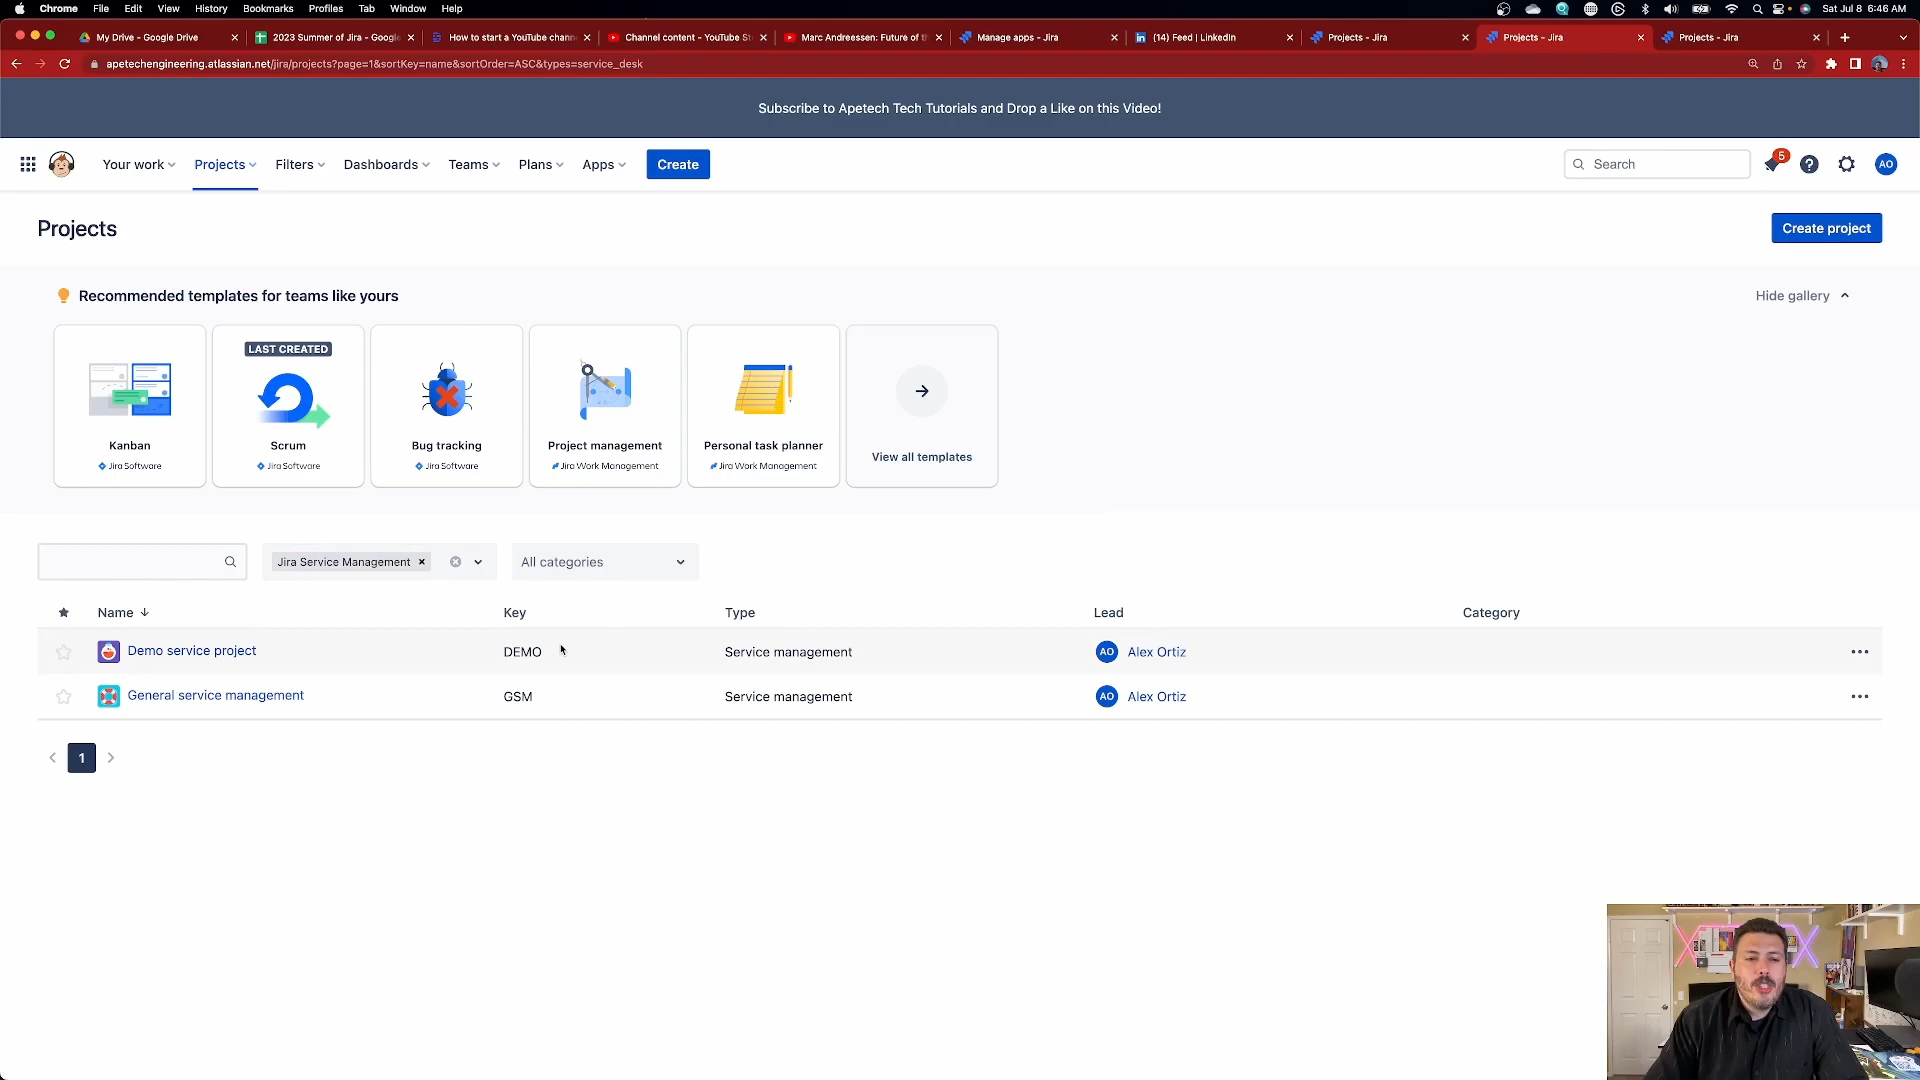 Chrome File Edit View History Bookmarks Profiles Tab Window Help Sat Jul 8 6:46 AM
My Drive - Google Drive
2023 Summer of Jira - Google
How to start a YouTube chann
Channel content - YouTube St
Marc Andreessen: Future of th
Manage apps - Jira
(14) Feed | LinkedIn
Projects - Jira
Projects - Jira
Projects - Jira
apetechengineering.atlassian.net/jira/projects?page=1&sortKey=name&sortOrder=ASC&types=service_desk
Subscribe to Apetech Tech Tutorials and Drop a Like on this Video!
Your work Projects Filters Dashboards Teams Plans Apps Create Search 5 AO
Projects
Create project
Recommended templates for teams like yours
Hide gallery
LAST CREATED
Kanban
Jira Software
Scrum
Jira Software
Bug tracking
Jira Software
Project management
Jira Work Management
Personal task planner
Jira Work Management
View all templates
Jira Service Management
All categories
Name Key Type Lead Category
Demo service project DEMO Service management AO Alex Ortiz
General service management GSM Service management AO Alex Ortiz
1